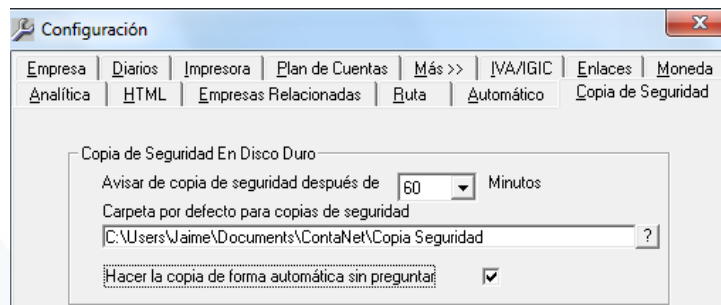 Configuración
Empresa Diarios Impresora Plan de Cuentas Más >> IVA/IGIC Enlaces Moneda
Analítica HTML Empresas Relacionadas Ruta Automático Copia de Seguridad
Copia de Seguridad En Disco Duro
Avisar de copia de seguridad después de 60 Minutos
Carpeta por defecto para copias de seguridad
C:\Users\Jaime\Documents\ContaNet\Copia Seguridad ?
Hacer la copia de forma automática sin preguntar